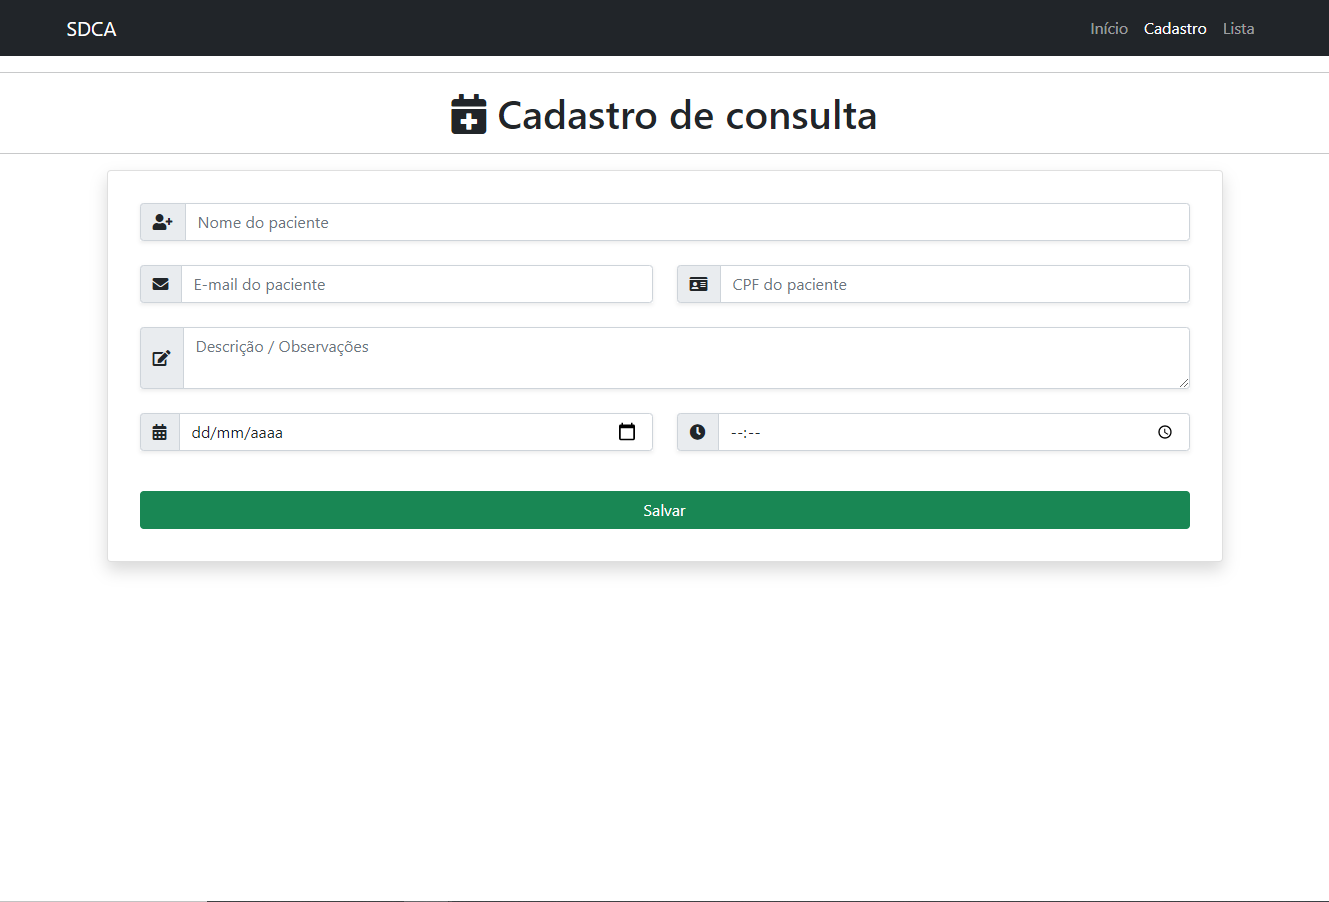 SDCA
Início Cadastro Lista
Cadastro de consulta
Nome do paciente
E-mail do paciente
CPF do paciente
Descrição / Observações
dd/mm/aaaa
--:--
Salvar